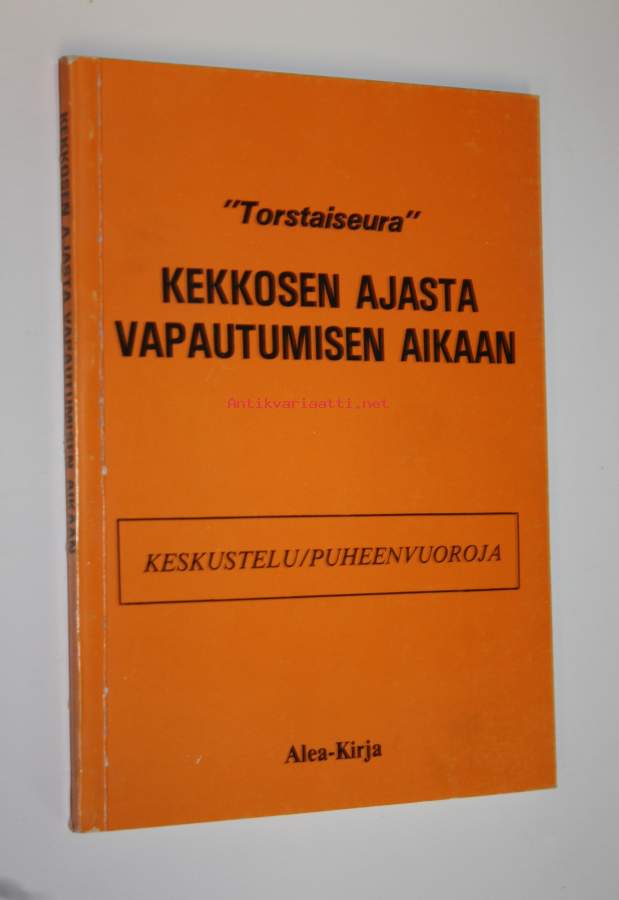 "Torstaiseura"
KEKKOSEN AJASTA
VAPAUTUMISEN AIKAAN
Antikvariaatti.net
KESKUSTELU/PUHEENVUOROJA
Alea-Kirja
KEKKOSEN AJASTA VAPAUTUMISEN AIKAAN